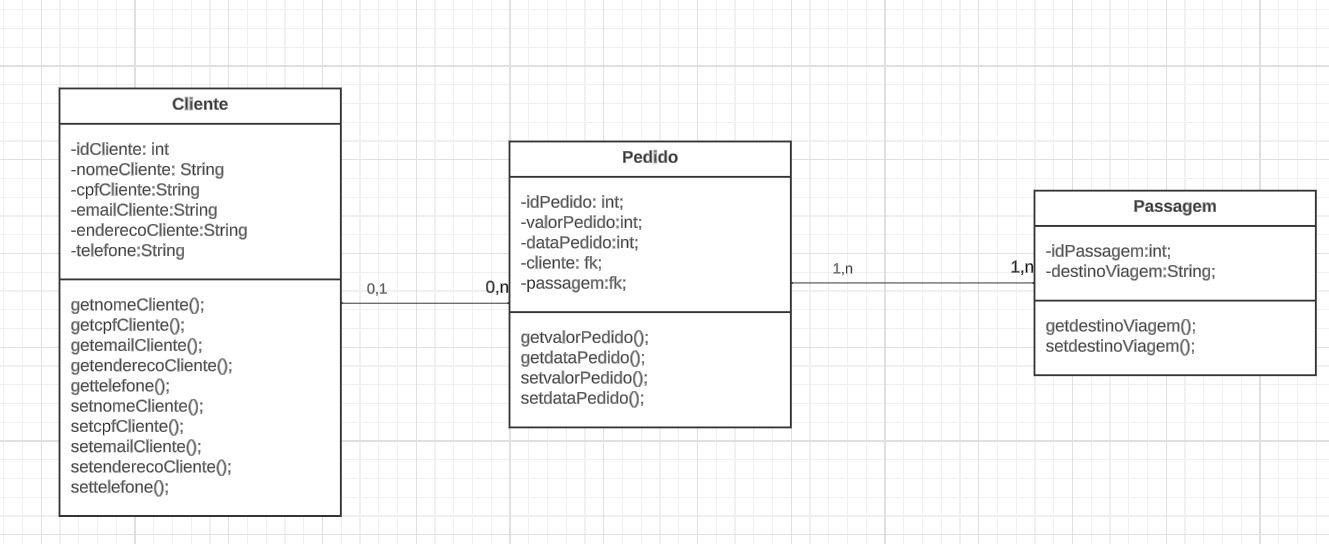 Cliente
-idCliente: int
-nomeCliente: String
-cpfCliente:String
-emailCliente:String
-enderecoCliente:String
-telefone:String
getnomeCliente();
getcpfCliente();
getemailCliente();
getenderecoCliente();
gettelefone();
setnomeCliente();
setcpfCliente();
setemailCliente();
setenderecoCliente();
settelefone();
0,1
0,n
Pedido
-idPedido: int;
-valorPedido:int;
-dataPedido:int;
-cliente: fk;
-passagem:fk;
getvalorPedido();
getdataPedido();
setvalorPedido();
setdataPedido();
1,n
1,n
Passagem
-idPassagem:int;
-destinoViagem:String;
getdestinoViagem();
setdestinoViagem();